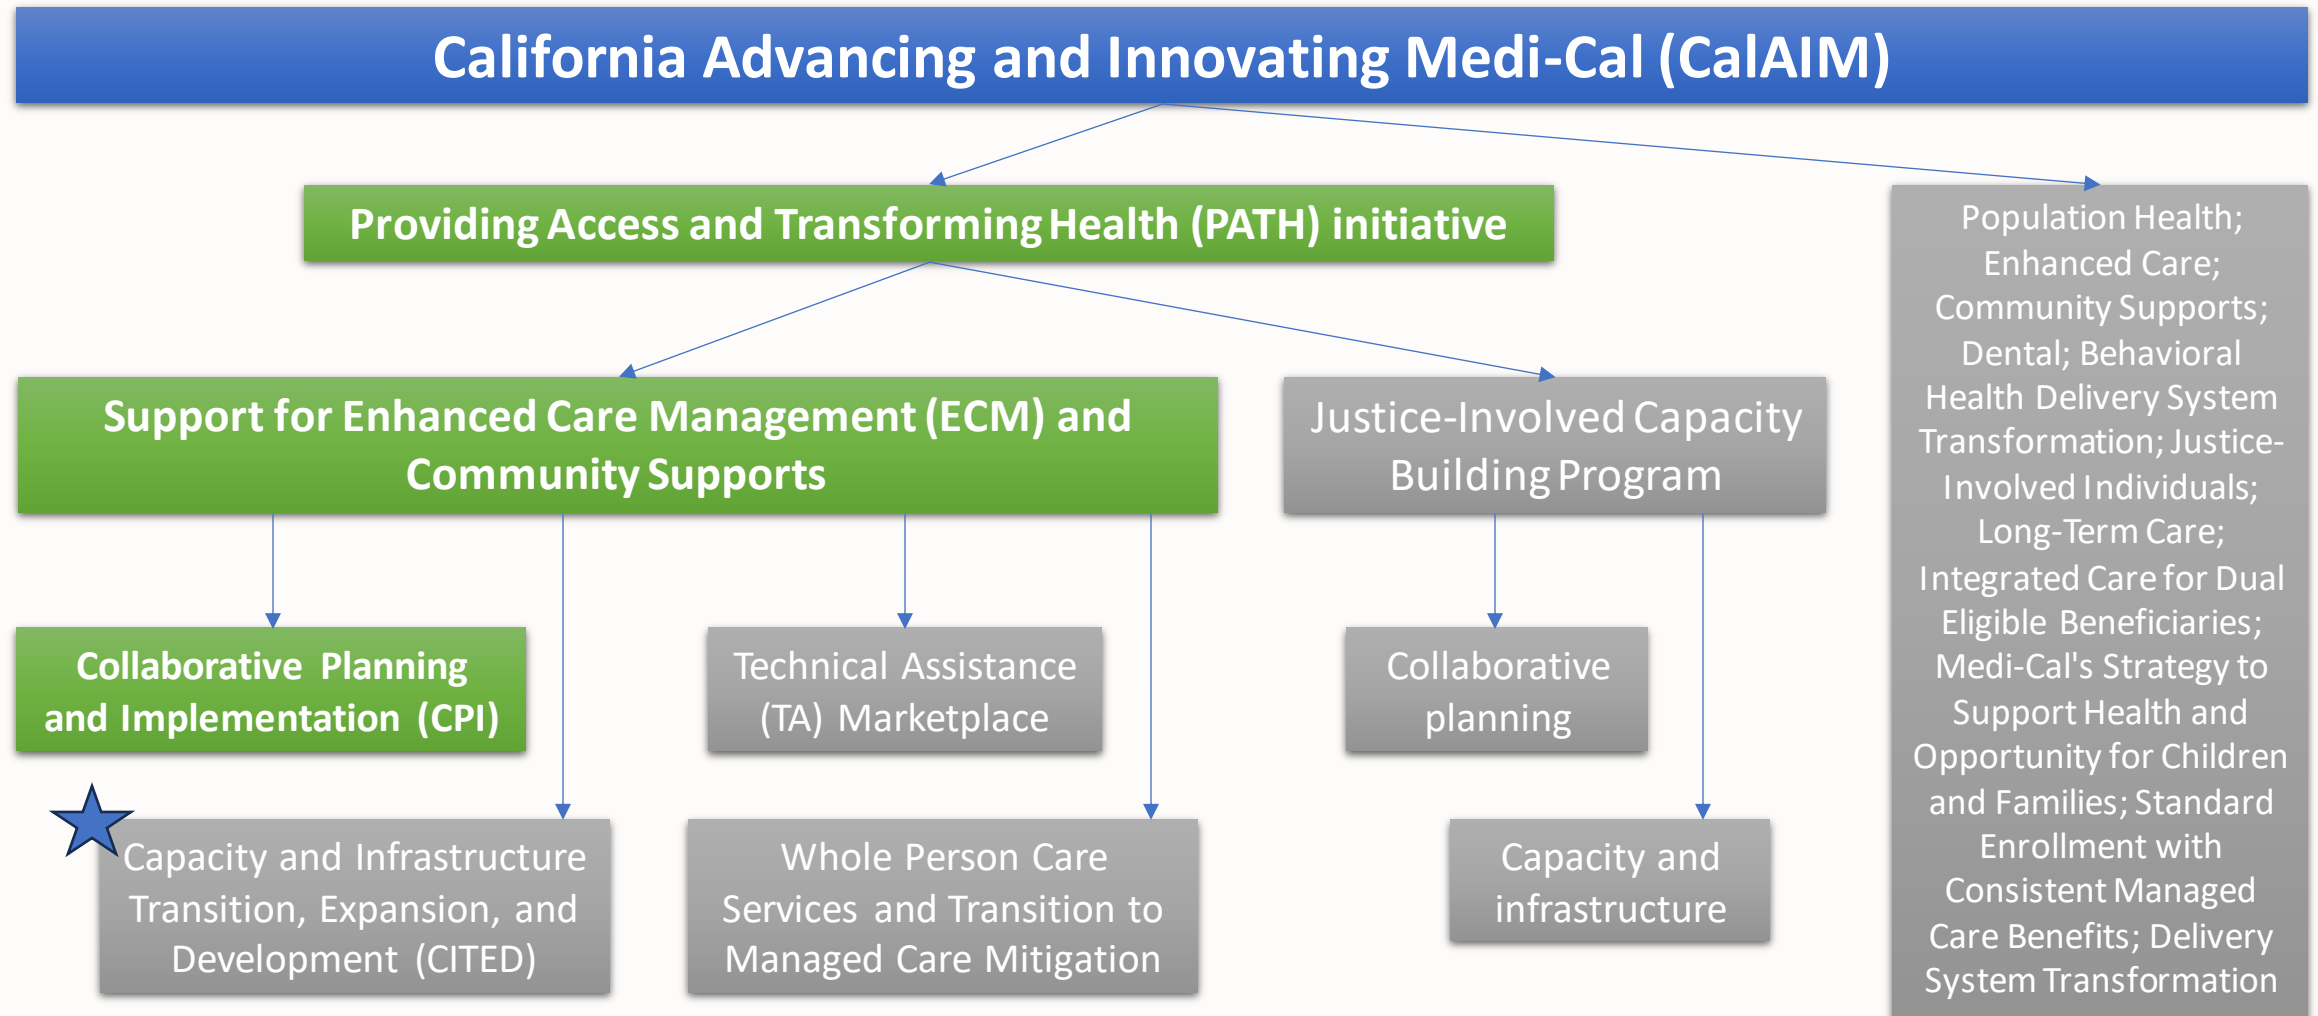 California Advancing and Innovating Medi-Cal (CalAIM)
Providing Access and Transforming Health (PATH) initiative
Support for Enhanced Care Management (ECM) and
Community Supports
Justice-Involved Capacity
Building Program
Collaborative Planning
and Implementation (CPI)
Technical Assistance
(TA) Marketplace
Collaborative
planning
Capacity and Infrastructure
Transition, Expansion, and
Development (CITED)
Whole Person Care
Services and Transition to
Managed Care Mitigation
Capacity and
infrastructure
Population Health;
Enhanced Care;
Community Supports;
Dental; Behavioral
Health Delivery System
Transformation; Justice-
Involved Individuals;
Long-Term Care;
Integrated Care for Dual
Eligible Beneficiaries;
Medi-Cal's Strategy to
Support Health and
Opportunity for Children
and Families; Standard
Enrollment with
Consistent Managed
Care Benefits; Delivery
System Transformation